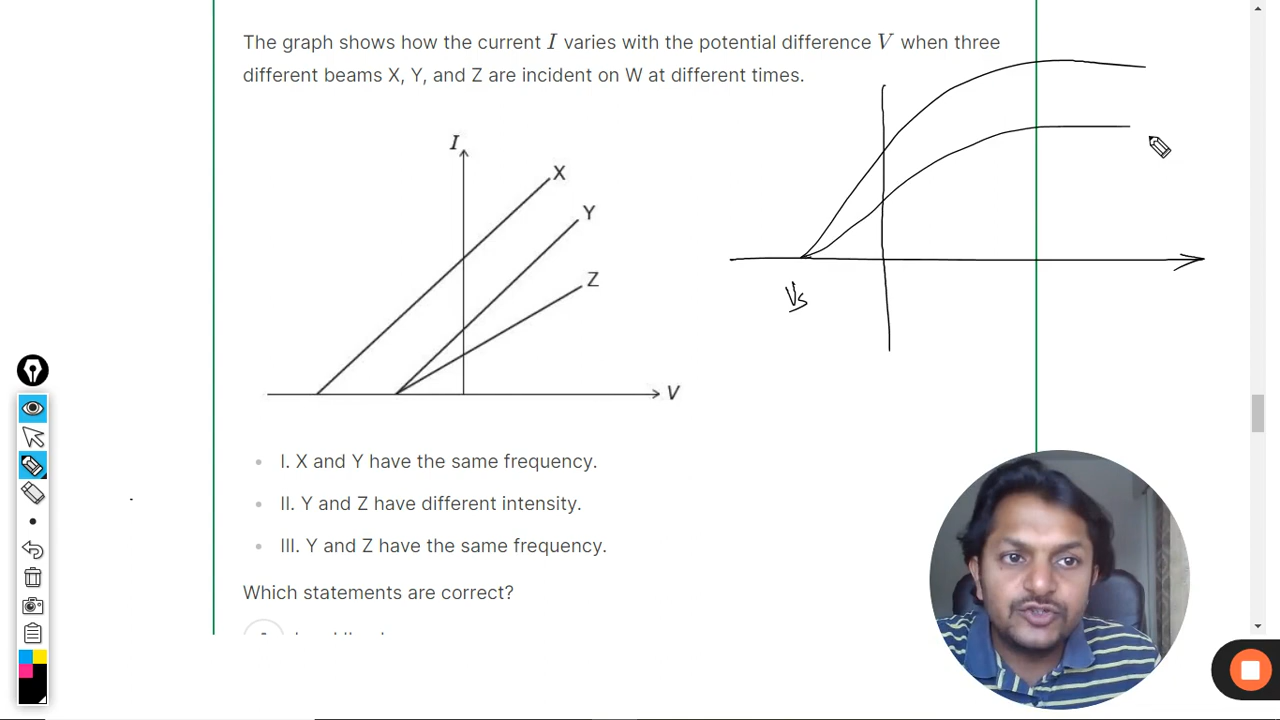 The graph shows how the current I varies with the potential difference V when three
different beams X, Y, and Z are incident on W at different times.
I
X
Y
Z
V
Vs
I. X and Y have the same frequency.
II. Y and Z have different intensity.
III. Y and Z have the same frequency.
Which statements are correct?